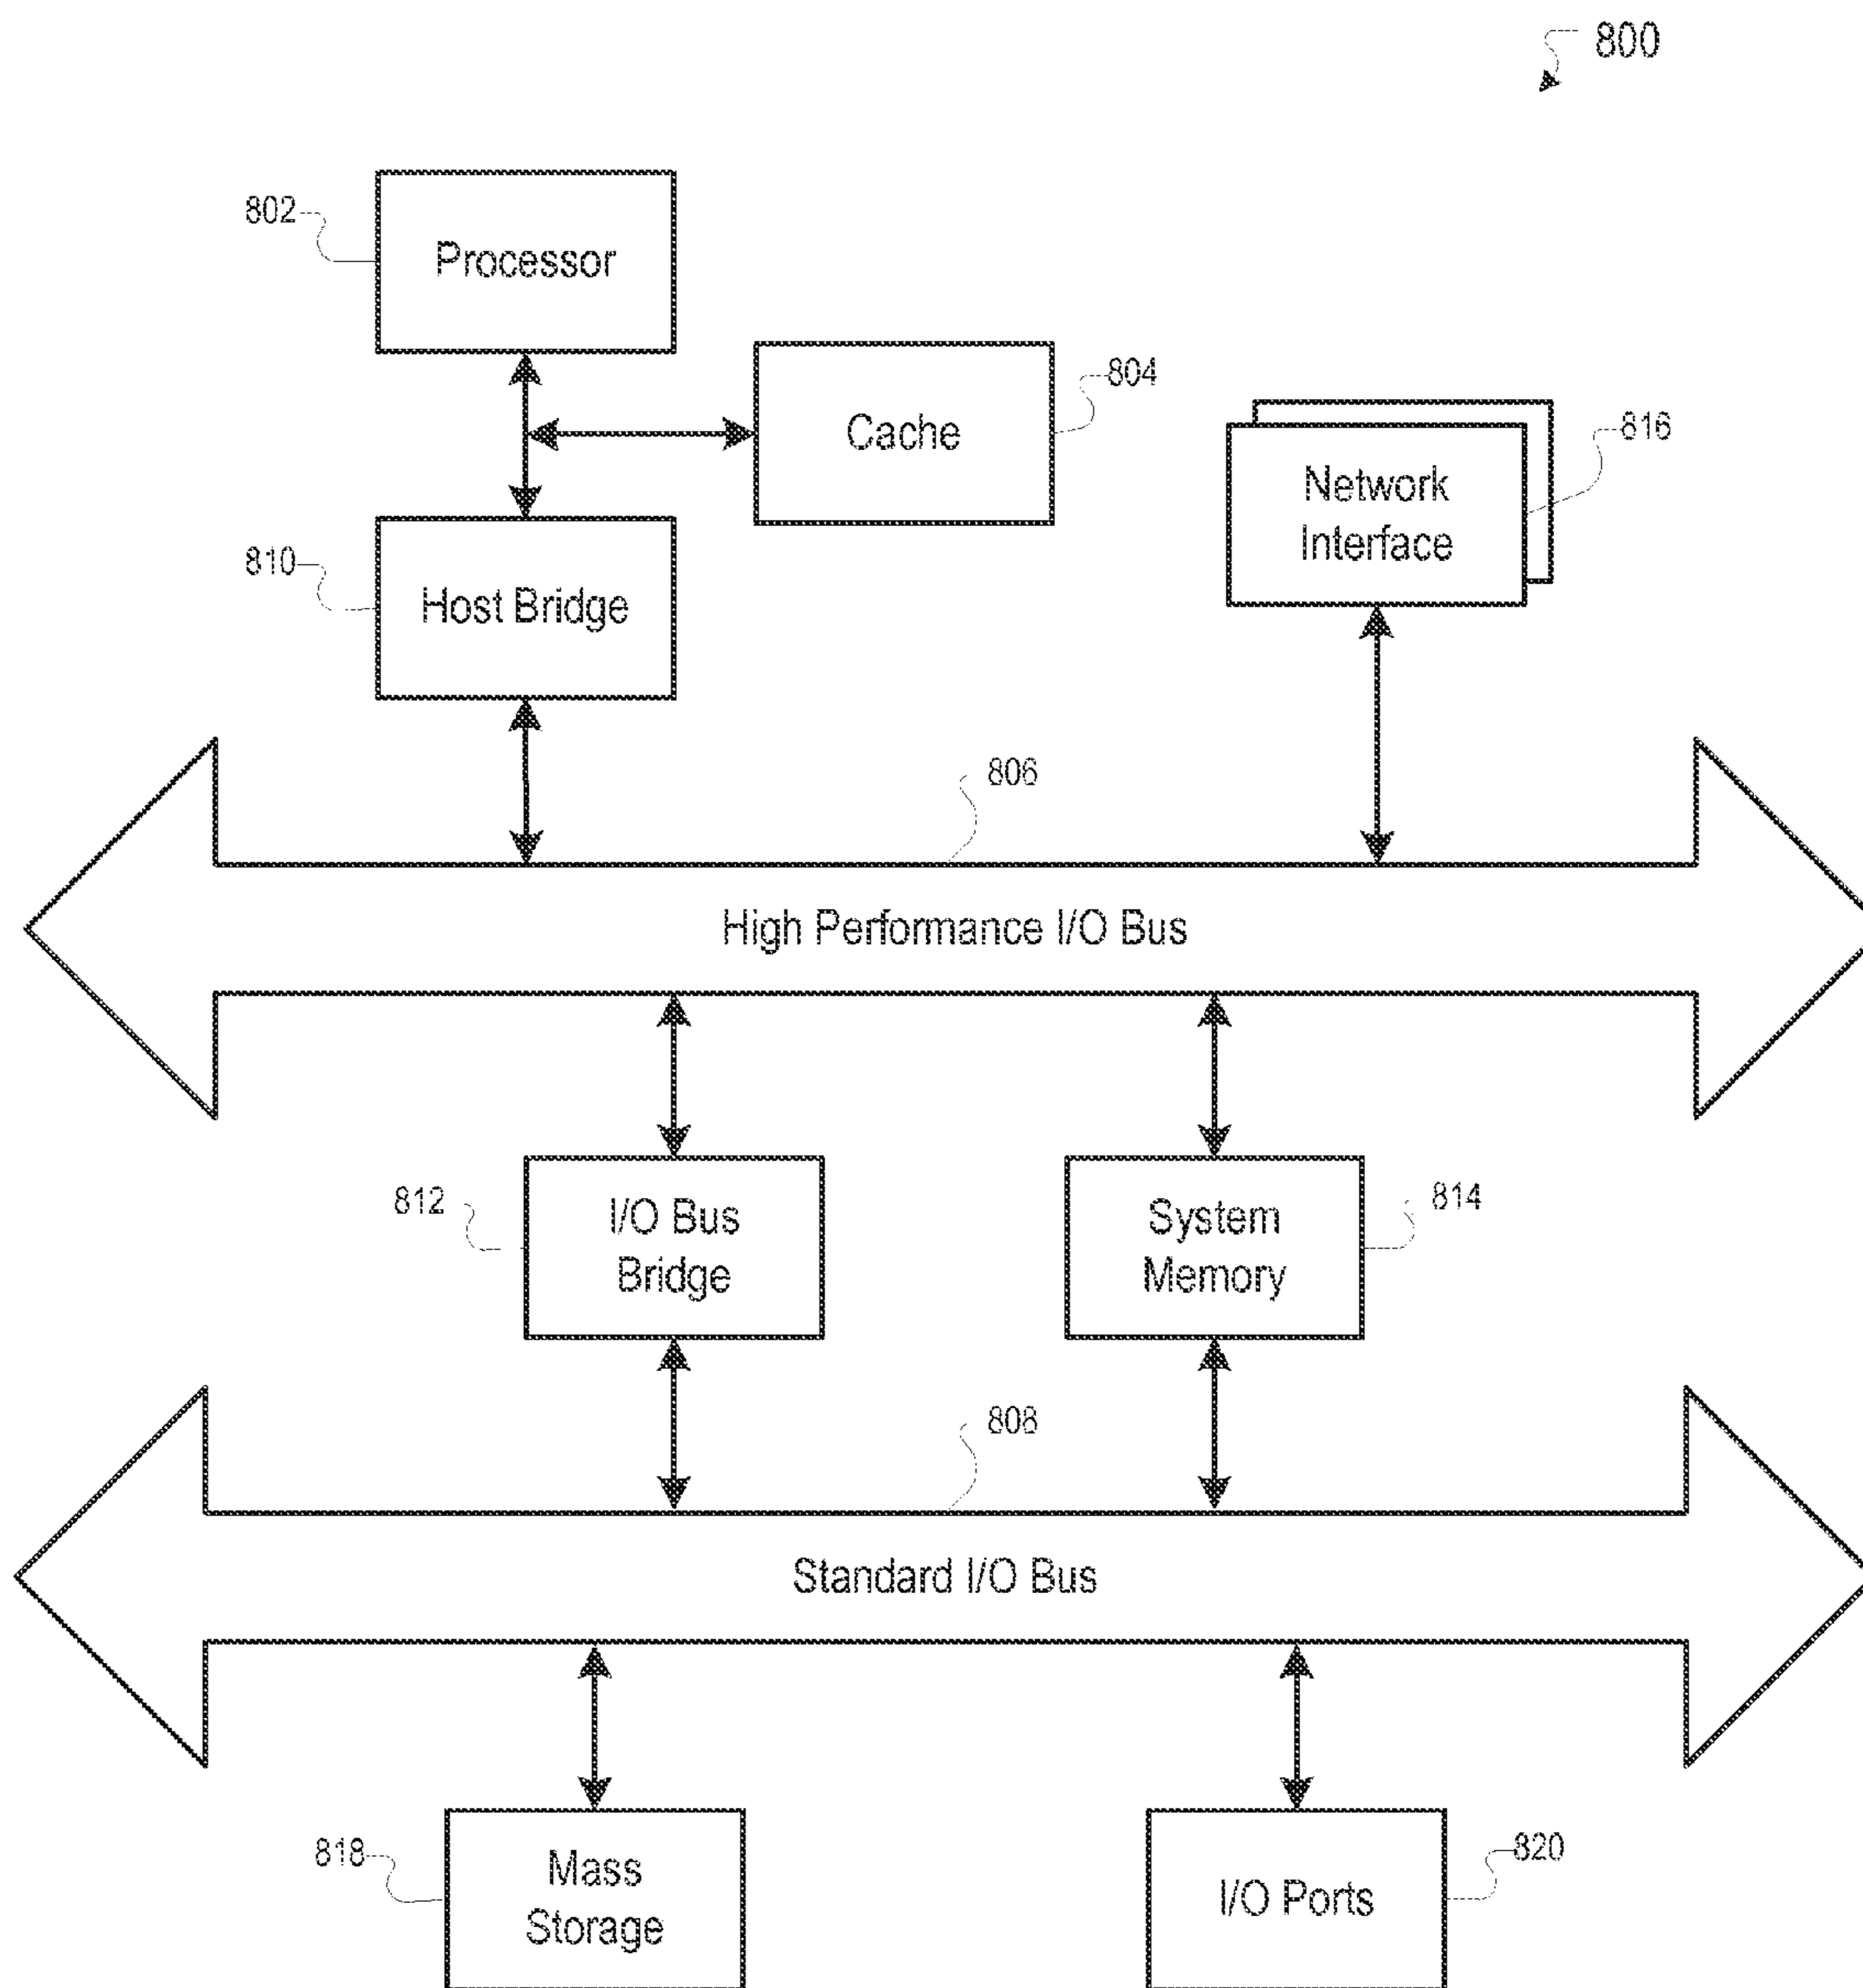 800
802
Processor
804
Cache
816
Network
Interface
810
Host Bridge
806
High Performance I/O Bus
812
I/O Bus
Bridge
814
System
Memory
808
Standard I/O Bus
818
Mass
Storage
820
I/O Ports